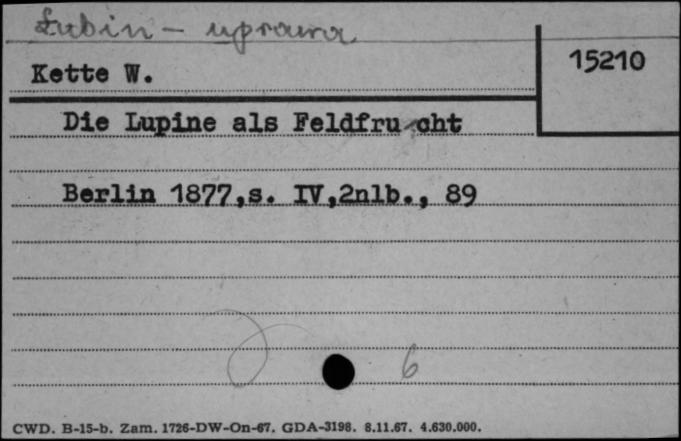 Łubin - uprawa
15210
Kette W.
Die Lupine als Feldfrucht
Berlin 1877,s. IV,2nlb., 89
6
CWD. B-15-b. Zam. 1726-DW-On-67. GDA-3198. 8.11.67. 4.630.000.